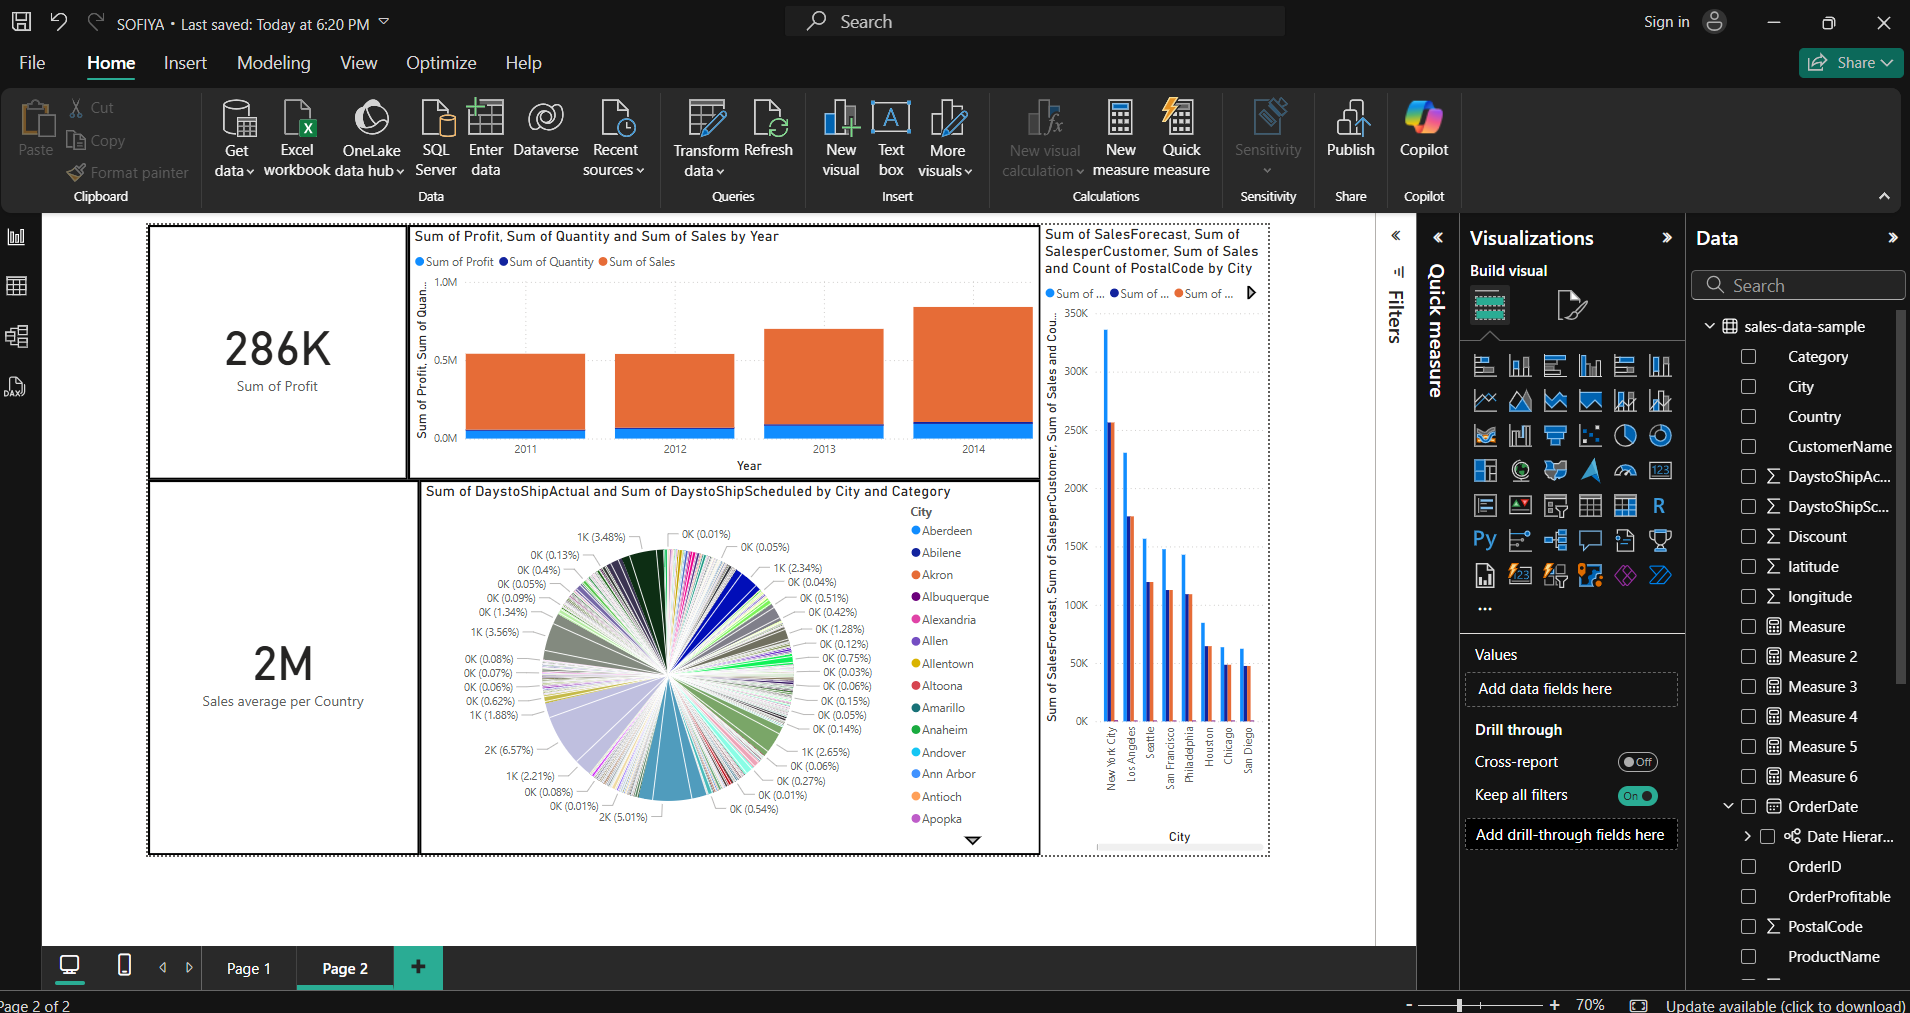 SOFIYA • Last saved: Today at 6:20 PM
Search
Sign in
File
Home
Insert
Modeling
View
Optimize
Help
Share
Paste
Cut
Copy
Format painter
Clipboard
Get data
Excel workbook
OneLake data hub
SQL Server
Enter data
Dataverse
Recent sources
Data
Transform data
Refresh
Queries
New visual
Text box
More visuals
Insert
New visual calculation
New measure
Quick measure
Calculations
Sensitivity
Sensitivity
Publish
Share
Copilot
Copilot
286K
Sum of Profit
Sum of Profit, Sum of Quantity and Sum of Sales by Year
Sum of Profit
Sum of Quantity
Sum of Sales
Sum of Profit, Sum of Quan...
1.0M
0.5M
0.0M
2011
2012
2013
2014
Year
2M
Sales average per Country
Sum of DaystoShipActual and Sum of DaystoShipScheduled by City and Category
0K (0.01%)
0K (0.05%)
1K (2.34%)
0K (0.04%)
0K (0.51%)
0K (0.42%)
0K (1.28%)
0K (0.12%)
0K (0.75%)
0K (0.03%)
0K (0.06%)
0K (0.15%)
0K (0.05%)
0K (0.14%)
1K (2.65%)
0K (0.06%)
0K (0.27%)
0K (0.01%)
0K (0.54%)
2K (5.01%)
0K (0.01%)
0K (0.08%)
1K (2.21%)
2K (6.57%)
1K (1.88%)
0K (0.62%)
0K (0.06%)
0K (0.07%)
0K (0.08%)
1K (3.56%)
0K (1.34%)
0K (0.09%)
0K (0.05%)
0K (0.4%)
0K (0.13%)
1K (3.48%)
City
Aberdeen
Abilene
Akron
Albuquerque
Alexandria
Allen
Allentown
Altoona
Amarillo
Anaheim
Andover
Ann Arbor
Antioch
Apopka
Sum of SalesForecast, Sum of
SalesperCustomer, Sum of Sales
and Count of PostalCode by City
Sum of ...
Sum of ...
Sum of ...
Sum of SalesForecast, Sum of SalesperCustomer, Sum of Sales and Cou...
350K
300K
250K
200K
150K
100K
50K
0K
New York City
Los Angeles
Seattle
San Francisco
Philadelphia
Houston
Chicago
San Diego
City
Filters
Quick measure
Visualizations
Build visual
123
R
Py
123
...
Values
Add data fields here
Drill through
Cross-report
Off
Keep all filters
On
Add drill-through fields here
Data
Search
sales-data-sample
Category
City
Country
CustomerName
DaystoShipAc...
DaystoShipSc...
Discount
latitude
longitude
Measure
Measure 2
Measure 3
Measure 4
Measure 5
Measure 6
OrderDate
Date Hierar...
OrderID
OrderProfitable
PostalCode
ProductName
DAX
Page 1
Page 2
Page 2 of 2
- + 70%
Update available (click to download)